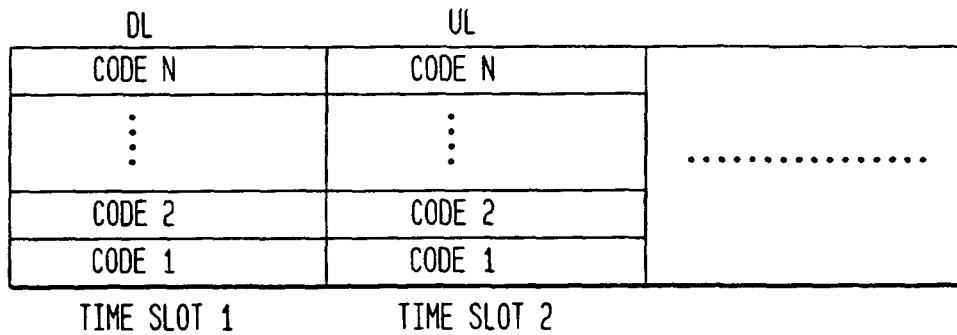 DL UL
CODE N CODE N
CODE 2 CODE 2
CODE 1 CODE 1
TIME SLOT 1 TIME SLOT 2